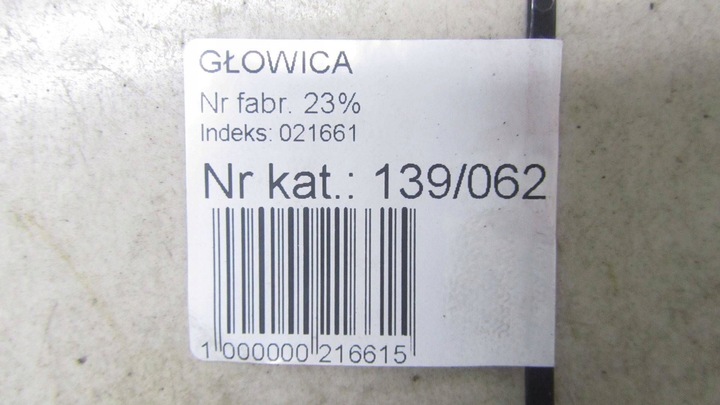 GŁOWICA
Nr fabr. 23%
Indeks: 021661
Nr kat.: 139/062
1 000000 216615